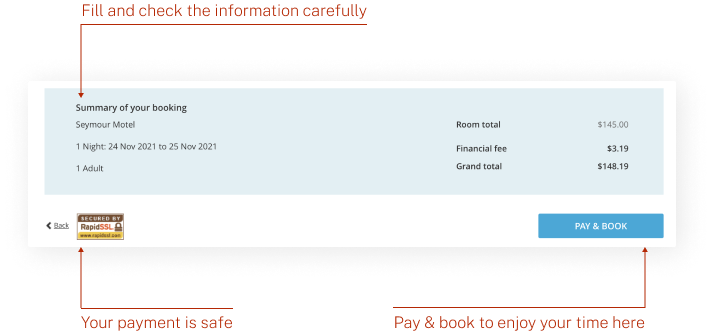 Fill and check the information carefully
Summary of your booking
Seymour Motel
Room total $145.00
1 Night: 24 Nov 2021 to 25 Nov 2021
Financial fee $3.19
Grand total $148.19
1 Adult
Back
SECURED BY
RapidSSL
www.rapidssl.com
PAY & BOOK
Your payment is safe
Pay & book to enjoy your time here